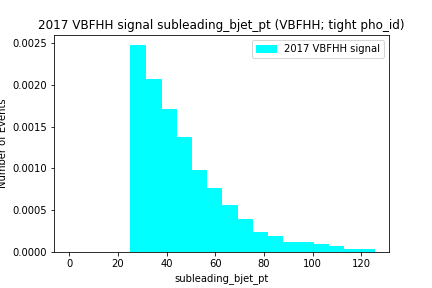 2017 VBFHH signal subleading_bjet_pt (VBFHH; tight pho_id)
2017 VBFHH signal
Number of Events
0.0025
0.0020
0.0015
0.0010
0.0005
0.0000
0 20 40 60 80 100 120
subleading_bjet_pt